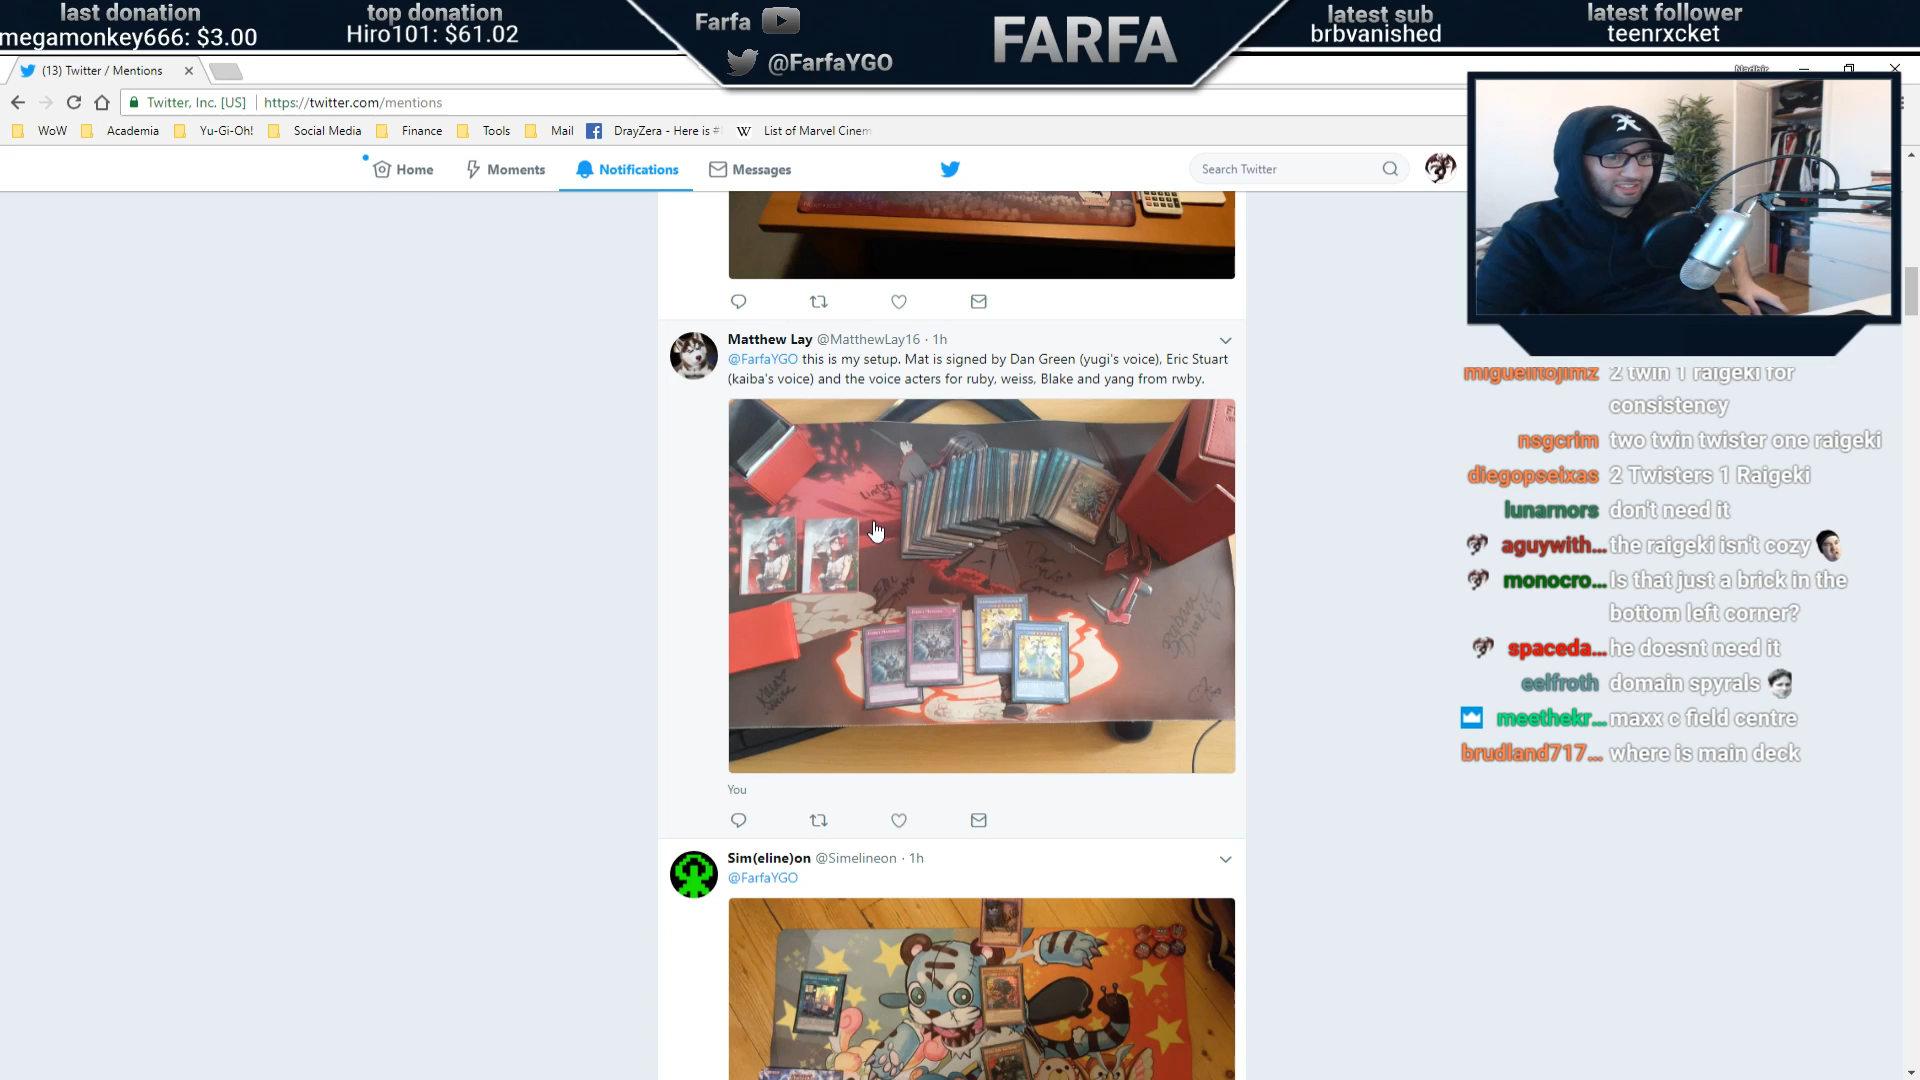 last donation
megamonkey666: $3.00
top donation
Hiro101: $61.02
Farfa
@FarfaYGO
FARFA
latest sub
brbvanished
latest follower
teenrxcket
(13) Twitter / Mentions
Twitter, Inc. [US] https://twitter.com/mentions
WoW Academia Yu-Gi-Oh! Social Media Finance Tools Mail DrayZera - Here is # List of Marvel Cinem
Home Moments Notifications Messages
Search Twitter
Matthew Lay @MatthewLay16 · 1h
@FarfaYGO this is my setup. Mat is signed by Dan Green (yugi's voice), Eric Stuart
(kaiba's voice) and the voice acters for ruby, weiss, Blake and yang from rwby.
You
Sim(eline)on @Simelineon · 1h
@FarfaYGO
miguelitojimz 2 twin 1 raigeki for
consistency
nsgcrim two twin twister one raigeki
diegopseixas 2 Twisters 1 Raigeki
lunarnors don't need it
aguywith... the raigeki isn't cozy
monocro... Is that just a brick in the
bottom left corner?
spaceda... he doesnt need it
eelfroth domain spyrals
meethekr... maxx c field centre
brudland717... where is main deck